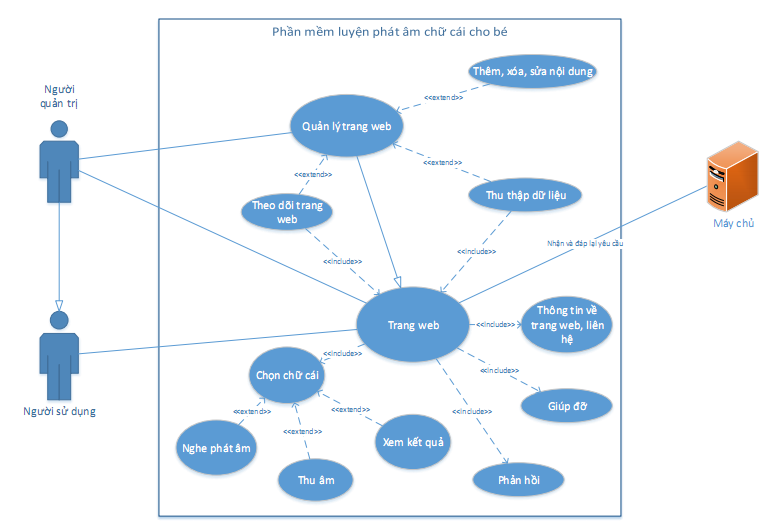 Phần mềm luyện phát âm chữ cái cho bé
Thêm, xóa, sửa nội dung
<<extend>>
Người
quản trị
Quản lý trang web
<<extend>>
<<extend>>
Theo dõi trang
web
Thu thập dữ liệu
Máy chủ
Nhận và đáp lại yêu cầu
<<include>>
<<include>>
Trang web
<<include>>
Thông tin về
trang web, liên
hệ
<<include>>
Chọn chữ cái
<<include>>
Người sử dụng
<<extend>>
<<extend>>
<<include>>
Giúp đỡ
<<extend>>
Nghe phát âm
Xem kết quả
Thu âm
Phản hồi